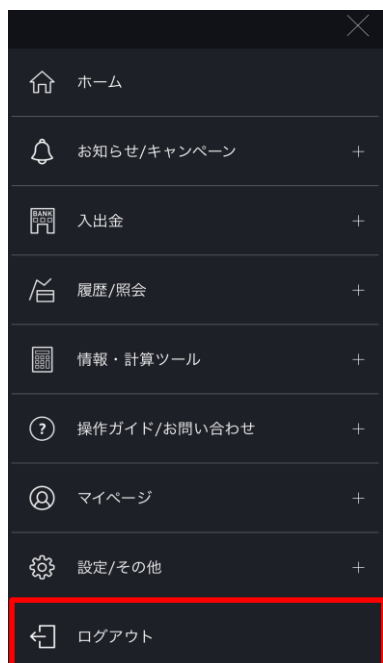 ホーム
お知らせ/キャンペーン
BANK
入出金
履歴/照会
情報・計算ツール
?
操作ガイド/お問い合わせ
マイページ
設定/その他
ログアウト